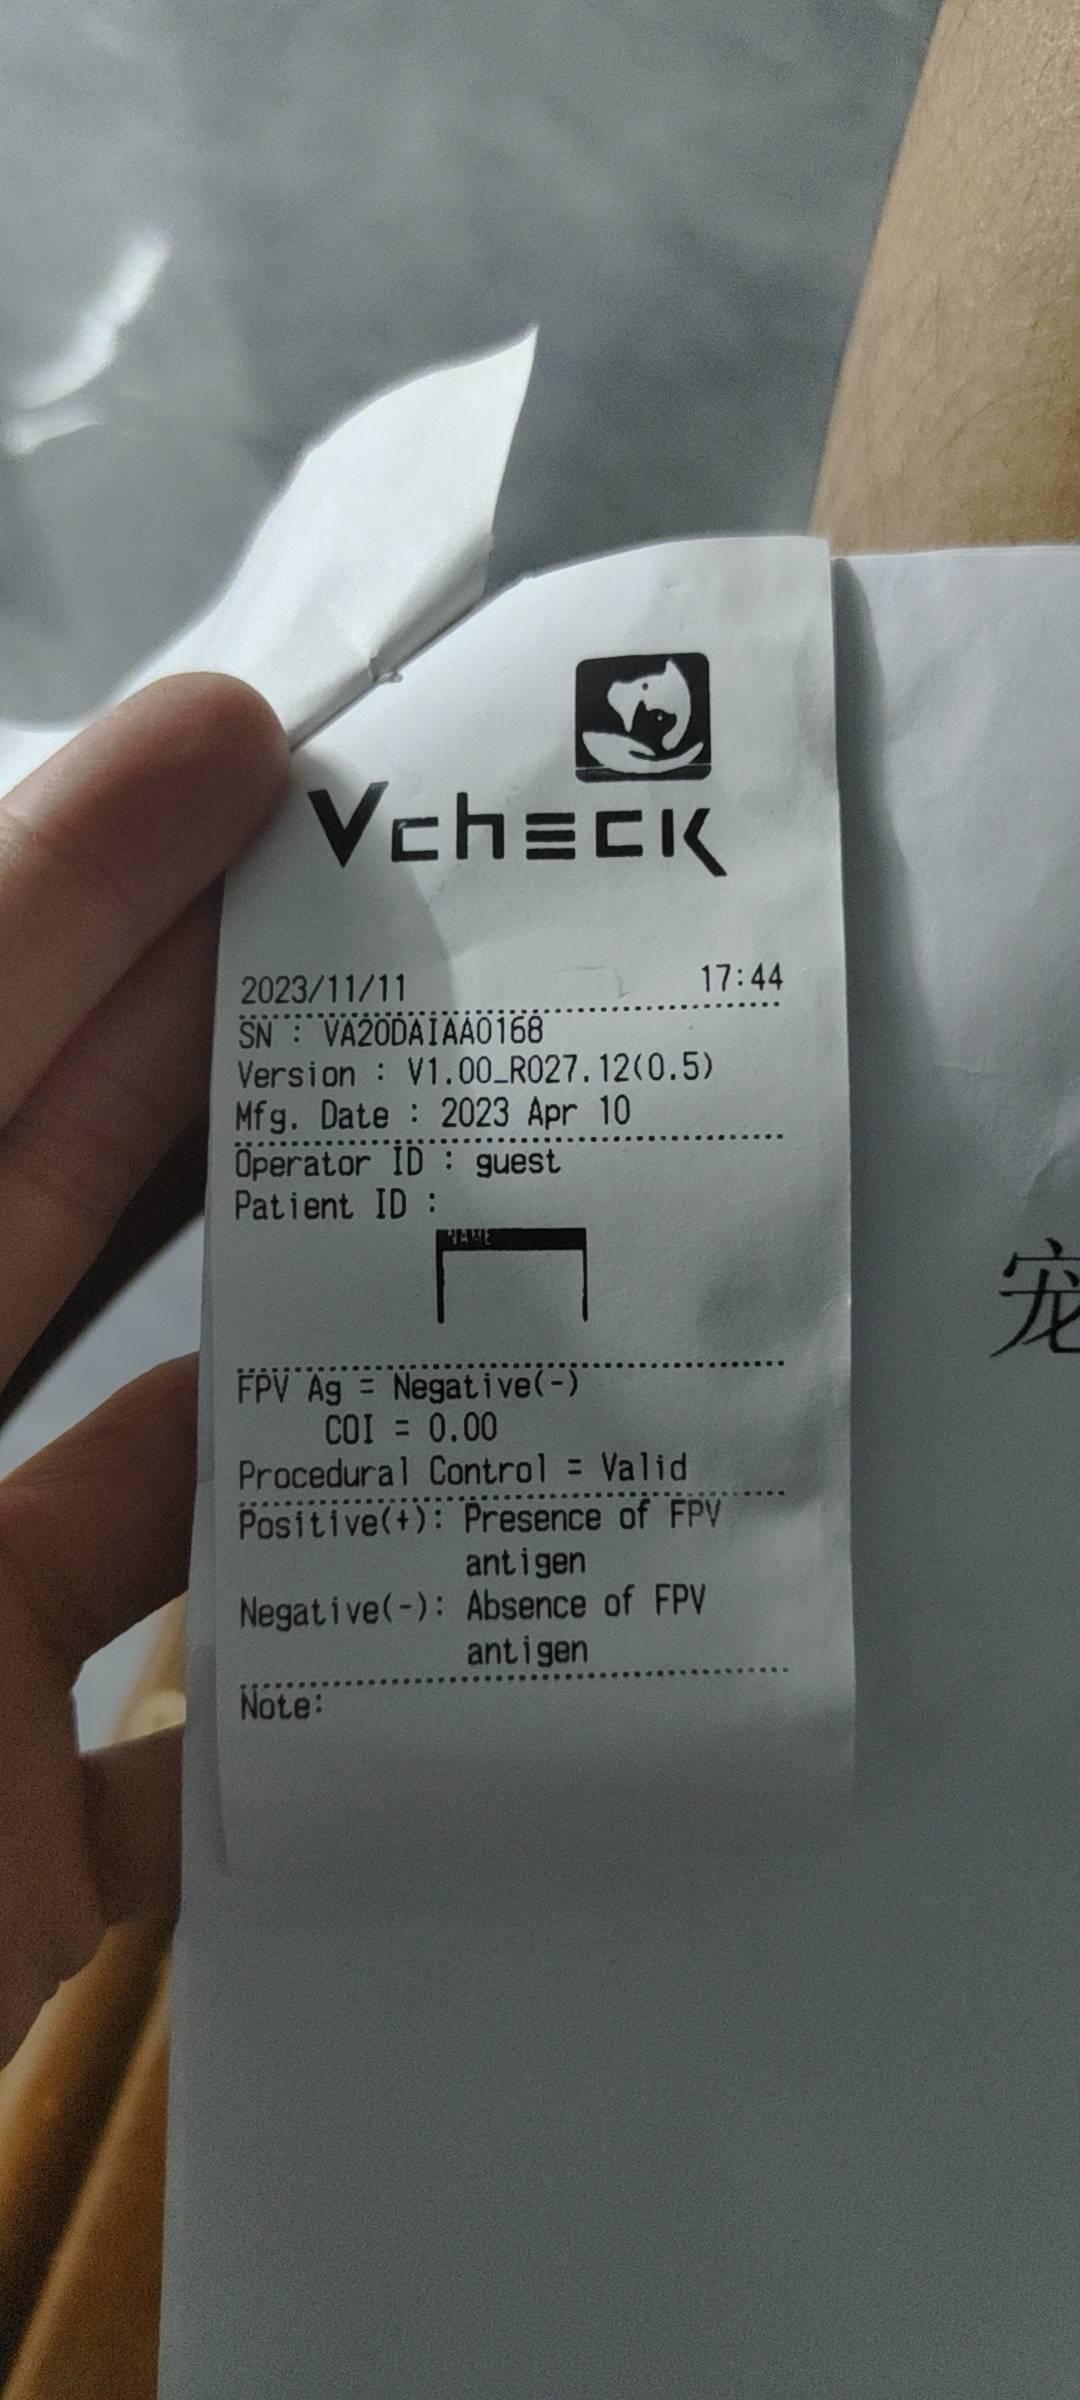 Vcheck
2023/11/11 17:44
SN : VA20DAIAA0168
Version : V1.00_R027.12(0.5)
Mfg. Date : 2023 Apr 10
Operator ID : guest
Patient ID :
NAME
FPV Ag = Negative(-)
COI = 0.00
Procedural Control = Valid
Positive(+): Presence of FPV
antigen
Negative(-): Absence of FPV
antigen
Note:
宠